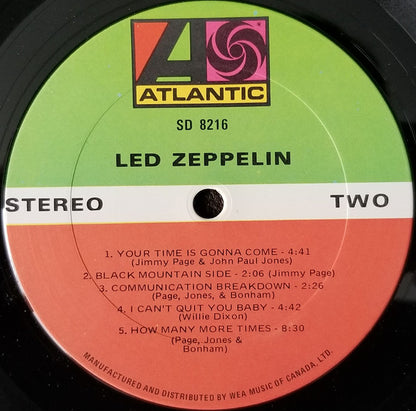 ATLANTIC
SD 8216
LED ZEPPELIN
STEREO TWO
1. YOUR TIME IS GONNA COME - 4:41
(Jimmy Page & John Paul Jones)
2. BLACK MOUNTAIN SIDE - 2:06 (Jimmy Page)
3. COMMUNICATION BREAKDOWN - 2:26
(Page, Jones, & Bonham)
4. I CAN'T QUIT YOU BABY - 4:42
(Willie Dixon)
5. HOW MANY MORE TIMES - 8:30
(Page, Jones &
Bonham)
MANUFACTURED AND DISTRIBUTED BY WEA MUSIC OF CANADA, LTD.